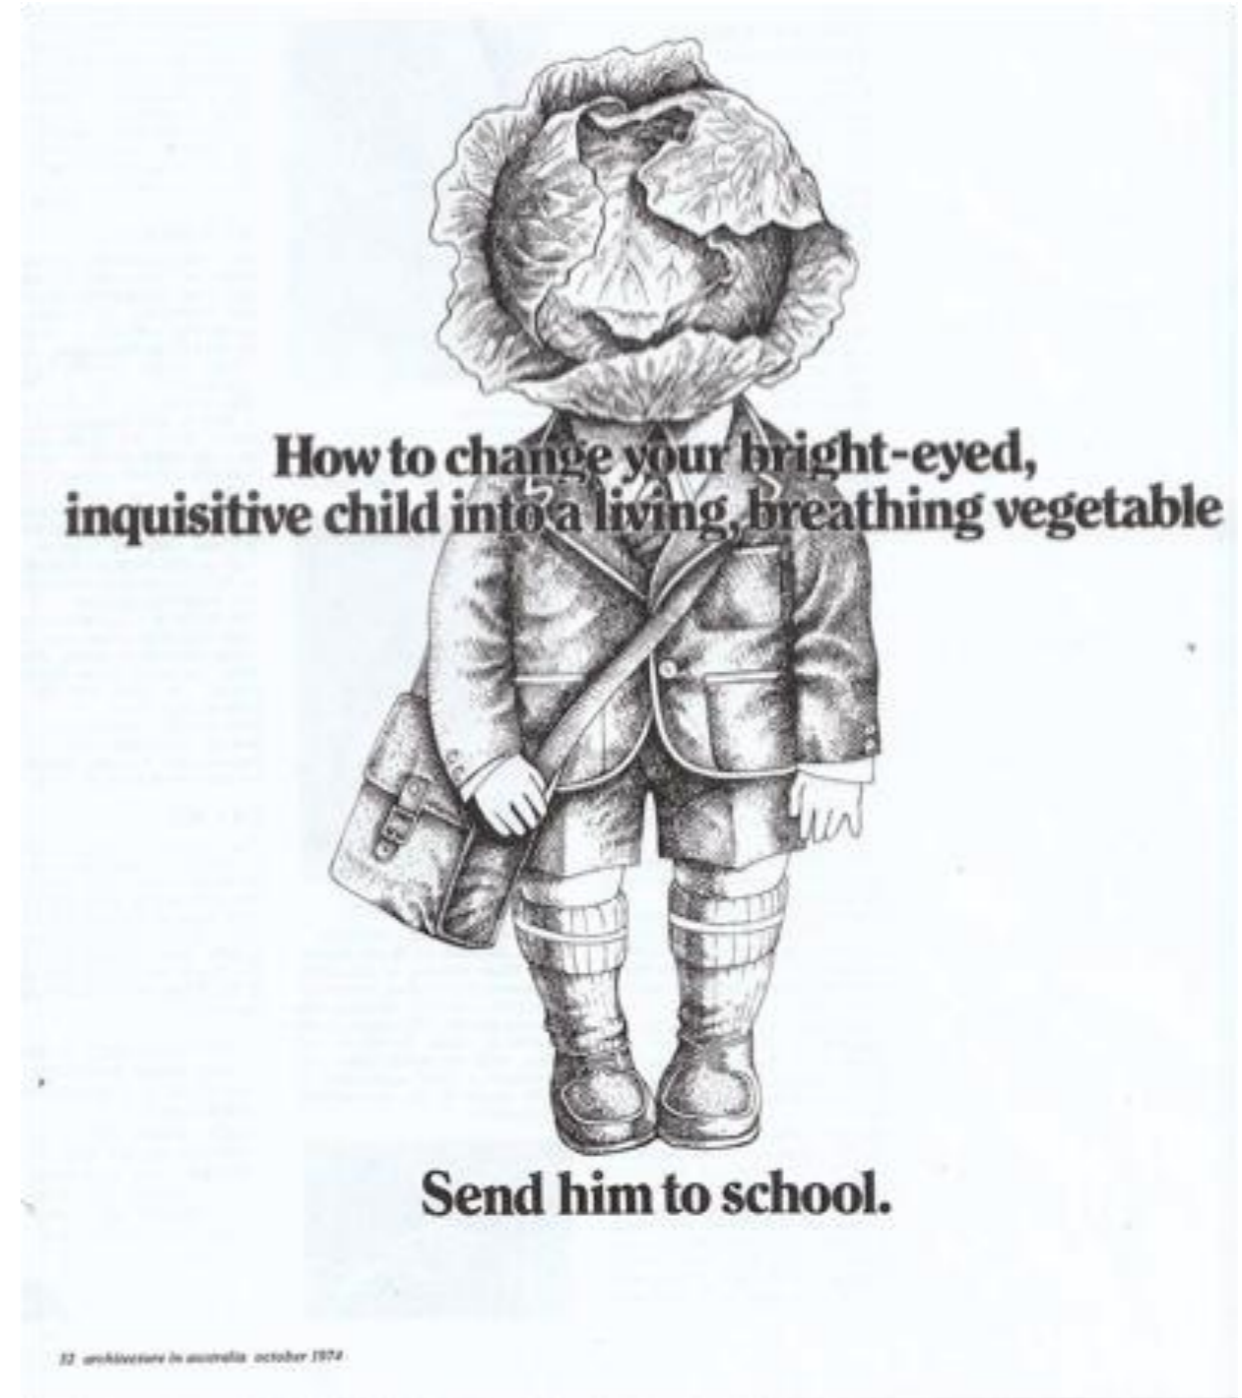 How to change your bright-eyed,
inquisitive child into a living, breathing vegetable
Send him to school.
12 architecture in australia october 1974